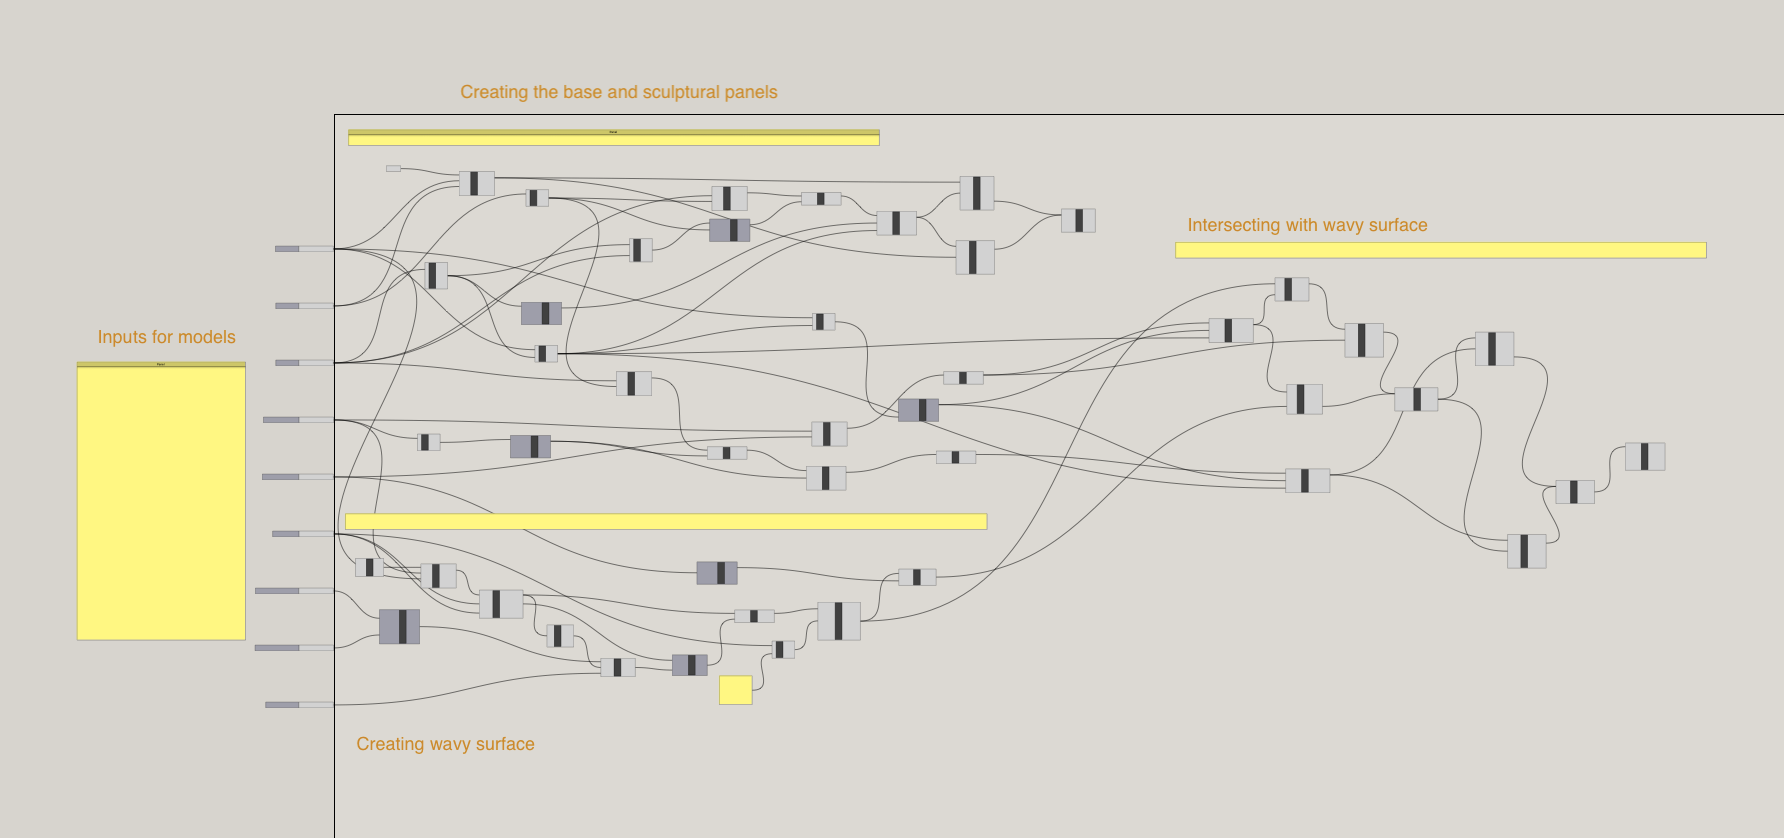 Creating the base and sculptural panels
Intersecting with wavy surface
Inputs for models
Creating wavy surface